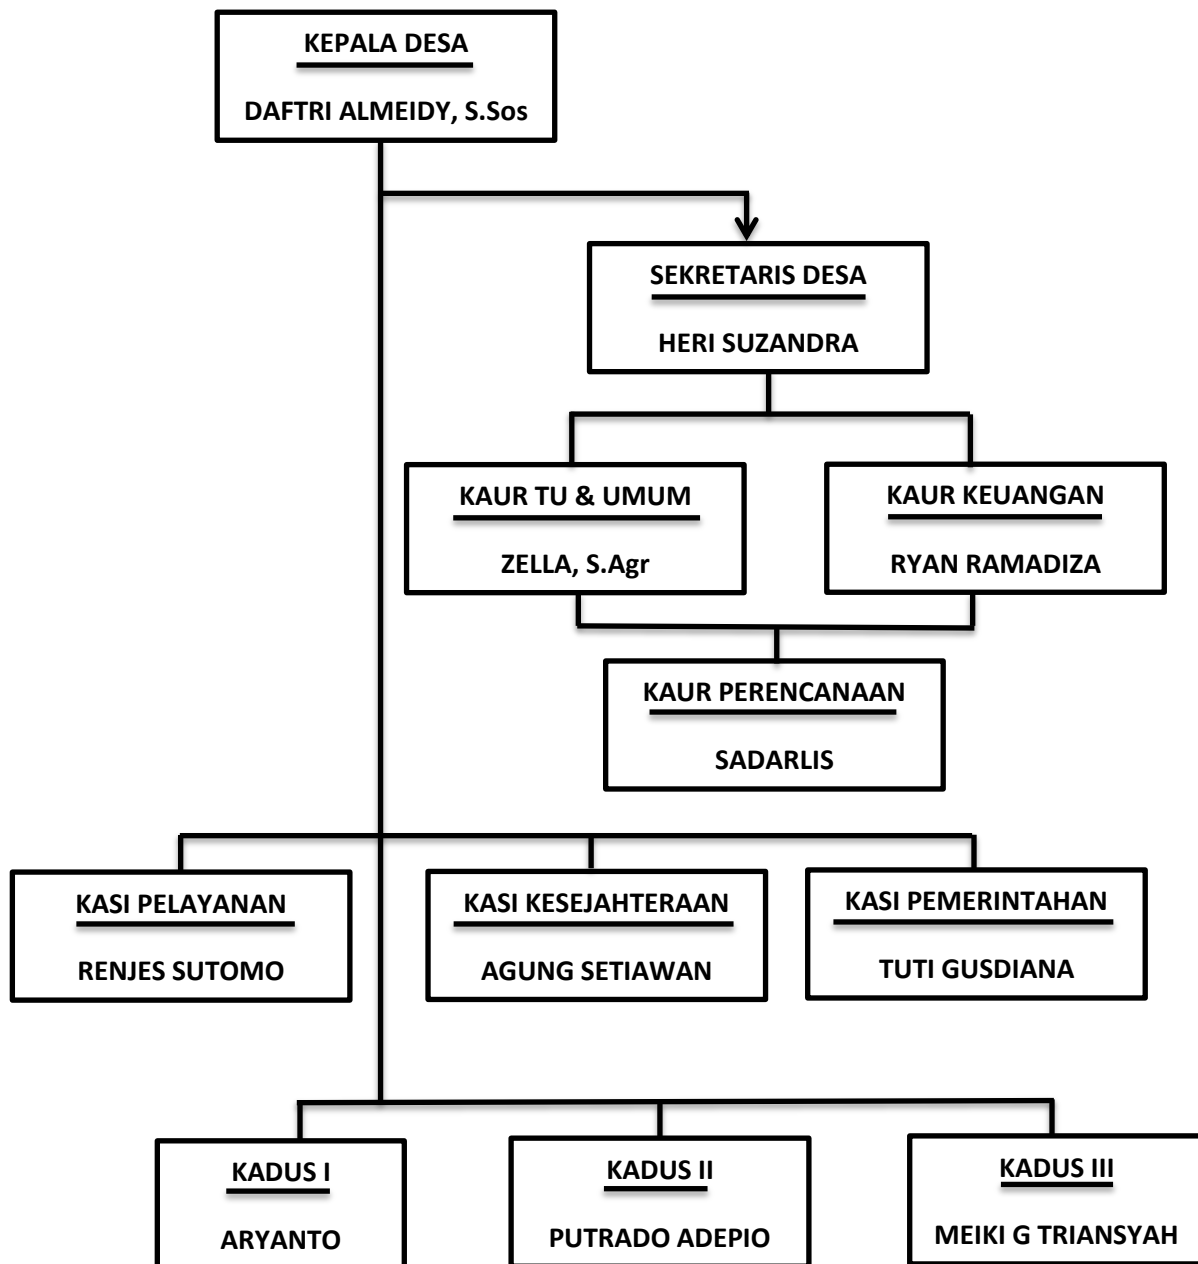 KEPALA DESA
DAFTRI ALMEIDY, S.Sos
SEKRETARIS DESA
HERI SUZANDRA
KAUR TU & UMUM
ZELLA, S.Agr
KAUR KEUANGAN
RYAN RAMADIZA
KAUR PERENCANAAN
SADARLIS
KASI PELAYANAN
RENJES SUTOMO
KASI KESEJAHTERAAN
AGUNG SETIAWAN
KASI PEMERINTAHAN
TUTI GUSDIANA
KADUS I
ARYANTO
KADUS II
PUTRADO ADEPIO
KADUS III
MEIKI G TRIANSYAH